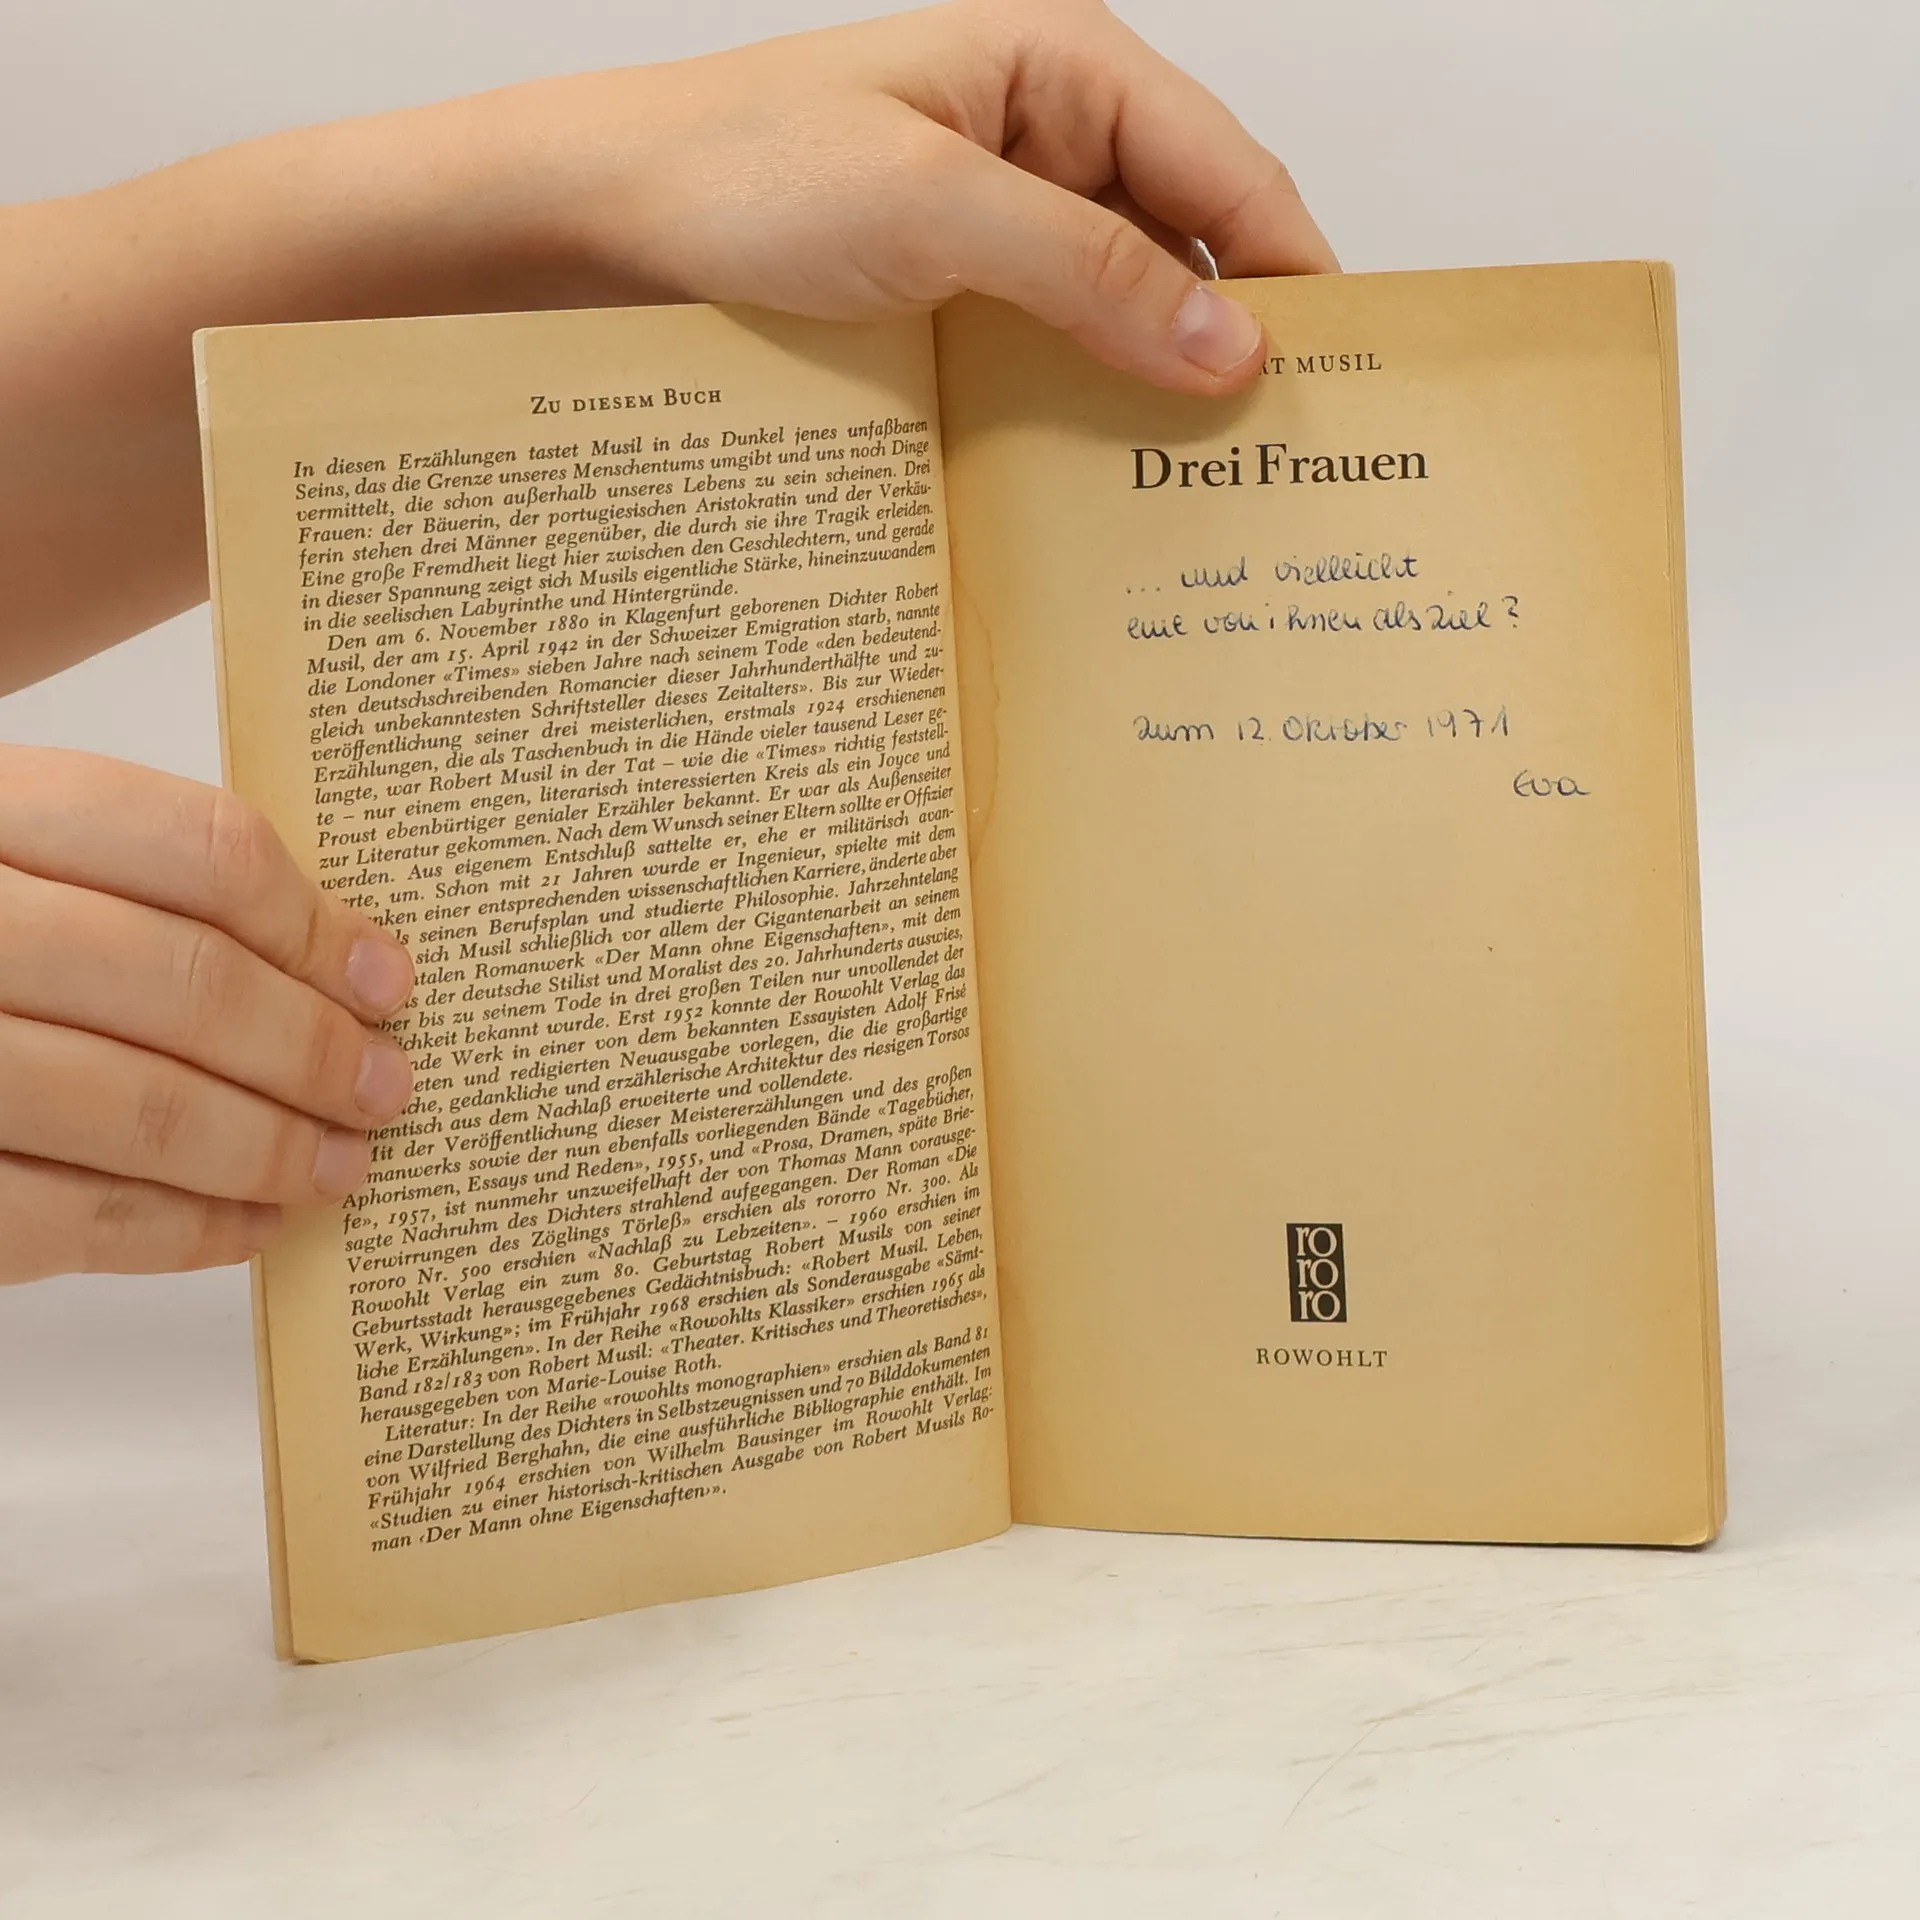 ZU DIESEM BUCH
In diesen Erzählungen tastet Musil in das Dunkel jenes unfaßbaren
Seins, das die Grenze unseres Menschentums umgibt und uns noch Dinge
vermittelt, die schon außerhalb unseres Lebens zu sein scheinen. Drei
Frauen: der Bäuerin, der portugiesischen Aristokratin und der Verkäu-
ferin stehen drei Männer gegenüber, die durch sie ihre Tragik erleiden.
Eine große Fremdheit liegt hier zwischen den Geschlechtern, und gerade
in dieser Spannung zeigt sich Musils eigentliche Stärke, hineinzuwandern
in die seelischen Labyrinthe und Hintergründe.
Den am 6. November 1880 in Klagenfurt geborenen Dichter Robert
Musil, der am 15. April 1942 in der Schweizer Emigration starb, nannte
die Londoner «Times» sieben Jahre nach seinem Tode «den bedeutend-
sten deutschschreibenden Romancier dieser Jahrhunderthälfte und zu-
gleich unbekanntesten Schriftsteller dieses Zeitalters». Bis zur Wieder-
veröffentlichung seiner drei meisterlichen, erstmals 1924 erschienenen
Erzählungen, die als Taschenbuch in die Hände vieler tausend Leser ge-
langte, war Robert Musil in der Tat – wie die «Times» richtig feststell-
te – nur einem engen, literarisch interessierten Kreis als ein Joyce und
Proust ebenbürtiger genialer Erzähler bekannt. Er war als Außenseiter
zur Literatur gekommen. Nach dem Wunsch seiner Eltern sollte er Offizier
werden. Aus eigenem Entschluß sattelte er, ehe er militärisch avan-
erte, um. Schon mit 21 Jahren wurde er Ingenieur, spielte mit dem
nken einer entsprechenden wissenschaftlichen Karriere, änderte aber
ls seinen Berufsplan und studierte Philosophie. Jahrzehntelang
sich Musil schließlich vor allem der Gigantenarbeit an seinem
talen Romanwerk «Der Mann ohne Eigenschaften», mit dem
s der deutsche Stilist und Moralist des 20. Jahrhunderts auswies,
ber bis zu seinem Tode in drei großen Teilen nur unvollendet der
lichkeit bekannt wurde. Erst 1952 konnte der Rowohlt Verlag das
nde Werk in einer von dem bekannten Essayisten Adolf Frisé
eten und redigierten Neuausgabe vorlegen, die die großartige
che, gedankliche und erzählerische Architektur des riesigen Torsos
hentisch aus dem Nachlaß erweiterte und vollendete.
Mit der Veröffentlichung dieser Meistererzählungen und des großen
manwerks sowie der nun ebenfalls vorliegenden Bände «Tagebücher,
Aphorismen, Essays und Reden», 1955, und «Prosa, Dramen, späte Brie-
fe», 1957, ist nunmehr unzweifelhaft der von Thomas Mann vorausge-
sagte Nachruhm des Dichters strahlend aufgegangen. Der Roman «Die
Verwirrungen des Zöglings Törleß» erschien als rororo Nr. 300. Als
rororo Nr. 500 erschien «Nachlaß zu Lebzeiten». – 1960 erschien im
Rowohlt Verlag ein zum 80. Geburtstag Robert Musils von seiner
Geburtsstadt herausgegebenes Gedächtnisbuch: «Robert Musil. Leben,
Werk, Wirkung»; im Frühjahr 1968 erschien als Sonderausgabe «Sämt-
liche Erzählungen». In der Reihe «Rowohlts Klassiker» erschien 1965 als
Band 182/183 von Robert Musil: «Theater. Kritisches und Theoretisches»,
herausgegeben von Marie-Louise Roth.
Literatur: In der Reihe «rowohlts monographien» erschien als Band 81
eine Darstellung des Dichters in Selbstzeugnissen und 70 Bilddokumenten
von Wilfried Berghahn, die eine ausführliche Bibliographie enthält. Im
Frühjahr 1964 erschien von Wilhelm Bausinger im Rowohlt Verlag:
«Studien zu einer historisch-kritischen Ausgabe von Robert Musils Ro-
man ‹Der Mann ohne Eigenschaften›».
RT MUSIL
Drei Frauen
... und vielleicht
eine von ihnen als Ziel?
zum 12. Oktober 1971
Eva
ro
ro
ro
ROWOHLT